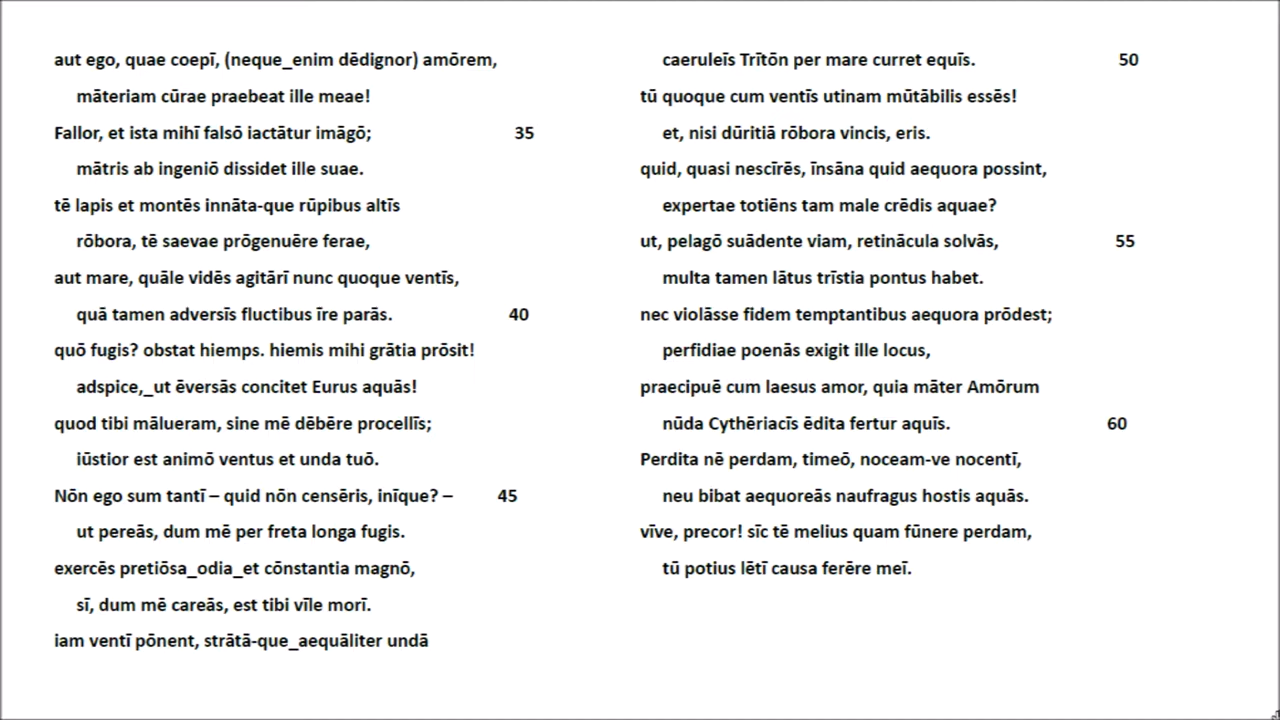 aut ego, quae coepī, (neque_enim dēdignor) amōrem,
māteriam cūrae praebeat ille meae!
Fallor, et ista mihī falsō iactātur imāgō; 35
mātris ab ingeniō dissidet ille suae.
tē lapis et montēs innāta-que rūpibus altīs
rōbora, tē saevae prōgenuēre ferae,
aut mare, quāle vidēs agitārī nunc quoque ventīs,
quā tamen adversīs fluctibus īre parās. 40
quō fugis? obstat hiemps. hiemis mihi grātia prōsit!
adspice,_ut ēversās concitet Eurus aquās!
quod tibi mālueram, sine mē dēbēre procellīs;
iūstior est animō ventus et unda tuō.
Nōn ego sum tantī – quid nōn censēris, inīque? – 45
ut pereās, dum mē per freta longa fugis.
exercēs pretiōsa_odia_et cōnstantia magnō,
sī, dum mē careās, est tibi vīle morī.
iam ventī pōnent, strātā-que_aequāliter undā
caeruleīs Trītōn per mare curret equīs. 50
tū quoque cum ventīs utinam mūtābilis essēs!
et, nisi dūritiā rōbora vincis, eris.
quid, quasi nescīrēs, īnsāna quid aequora possint,
expertae totiēns tam male crēdis aquae?
ut, pelagō suādente viam, retinācula solvās, 55
multa tamen lātus trīstia pontus habet.
nec violāsse fidem temptantibus aequora prōdest;
perfidiae poenās exigit ille locus,
praecipuē cum laesus amor, quia māter Amōrum
nūda Cythēriacīs ēdita fertur aquīs. 60
Perdita nē perdam, timeō, noceam-ve nocentī,
neu bibat aequoreās naufragus hostis aquās.
vīve, precor! sīc tē melius quam fūnere perdam,
tū potius lētī causa ferēre meī.